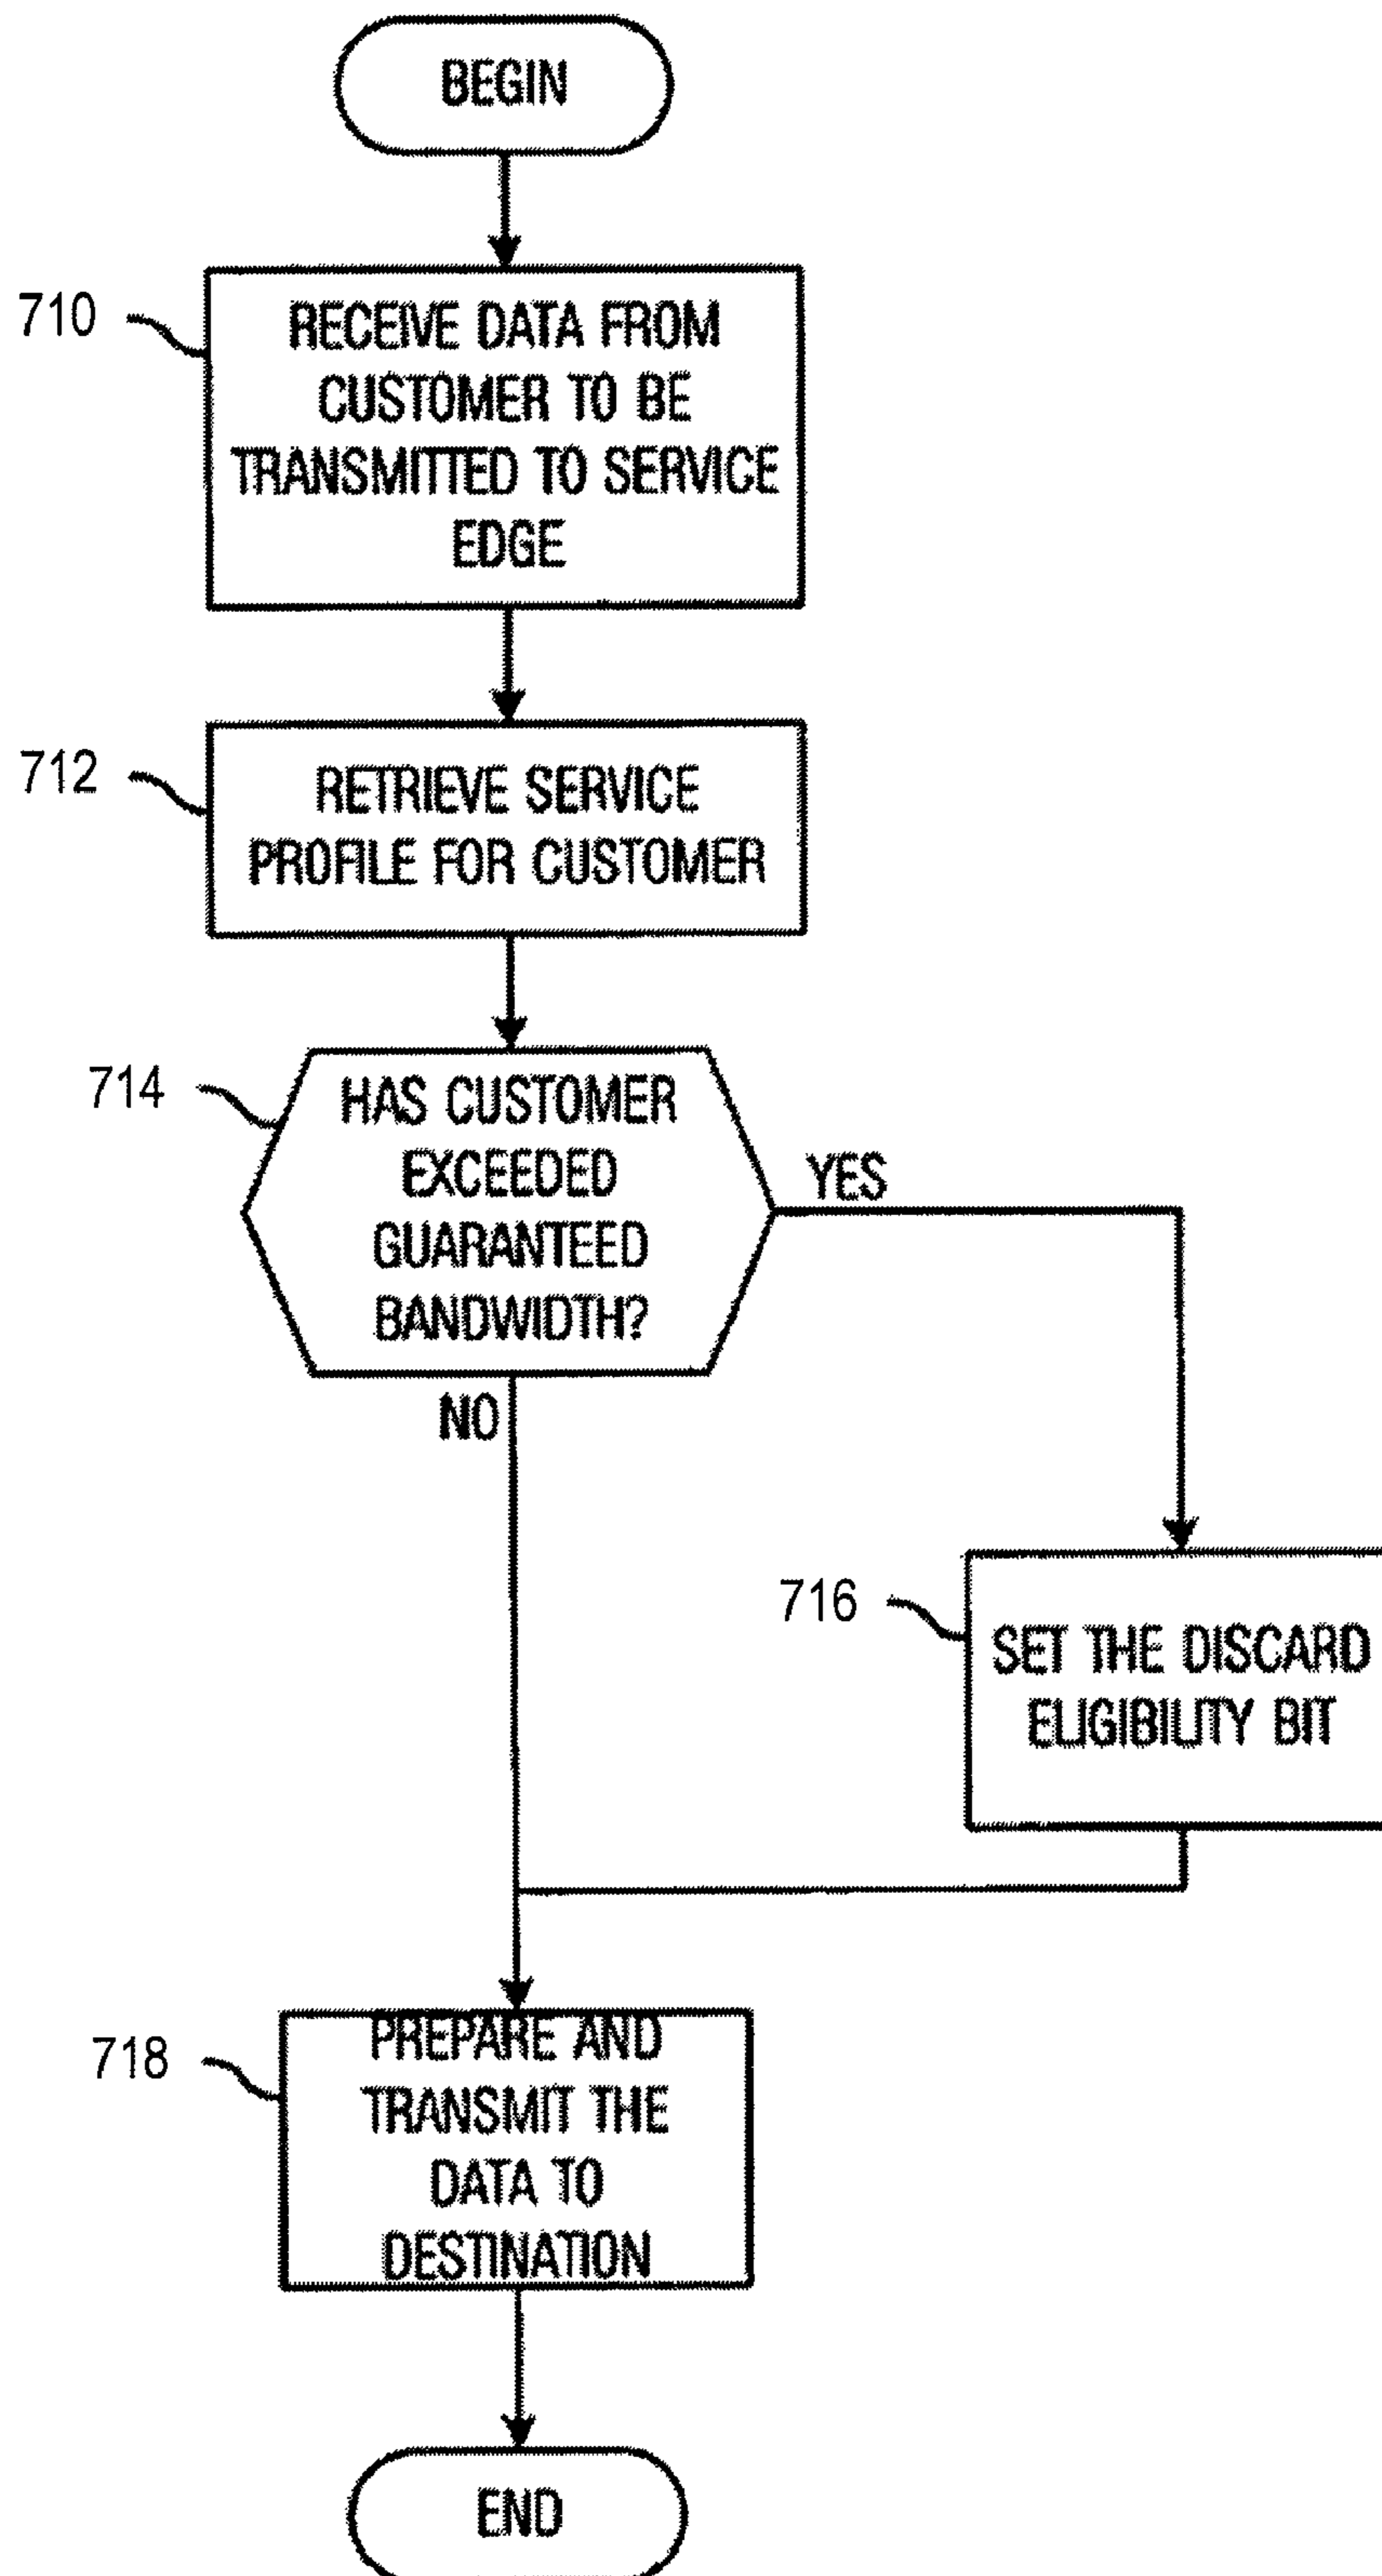 BEGIN
710
RECEIVE DATA FROM
CUSTOMER TO BE
TRANSMITTED TO SERVICE
EDGE
712
RETRIEVE SERVICE
PROFILE FOR CUSTOMER
714
HAS CUSTOMER
EXCEEDED
GUARANTEED
BANDWIDTH?
YES
NO
716
SET THE DISCARD
ELIGIBILITY BIT
718
PREPARE AND
TRANSMIT THE
DATA TO
DESTINATION
END